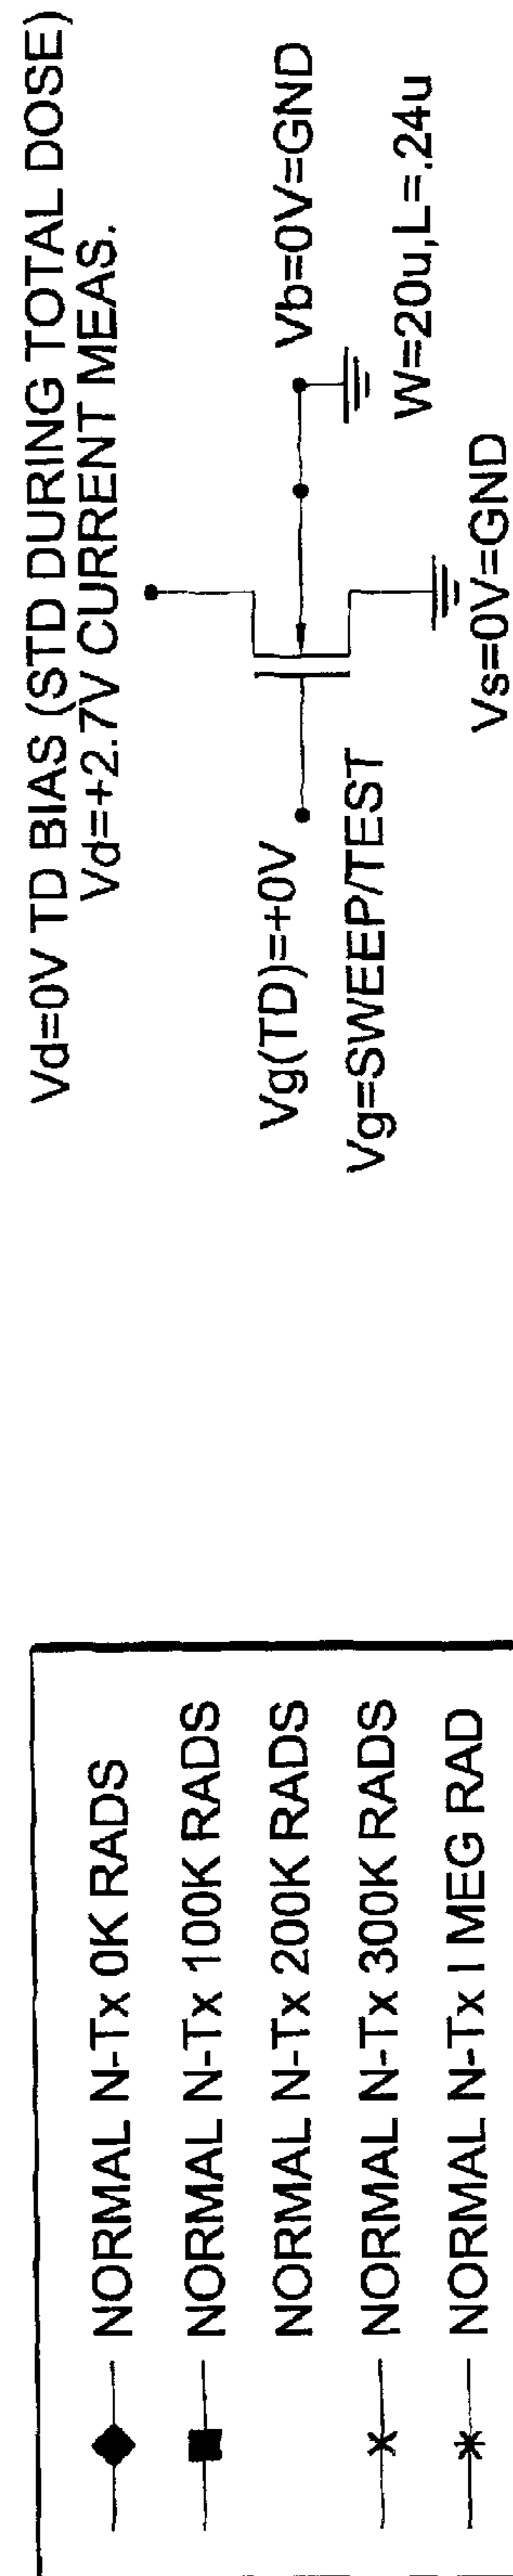 NORMAL N-Tx 0K RADS
NORMAL N-Tx 100K RADS
NORMAL N-Tx 200K RADS
NORMAL N-Tx 300K RADS
NORMAL N-Tx I MEG RAD
Vd=0V TD BIAS (STD DURING TOTAL DOSE)
Vd=+2.7V CURRENT MEAS.
Vg(TD)=+0V
Vg=SWEEP/TEST
Vb=0V=GND
W=20u,L=.24u
Vs=0V=GND